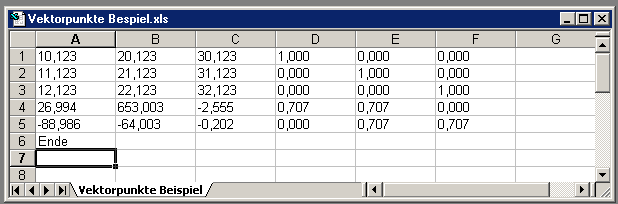 Vektorpunkte Bespiel.xls
A B C D E F G
1 10,123 20,123 30,123 1,000 0,000 0,000
2 11,123 21,123 31,123 0,000 1,000 0,000
3 12,123 22,123 32,123 0,000 0,000 1,000
4 26,994 653,003 -2,555 0,707 0,707 0,000
5 -88,986 -64,003 -0,202 0,000 0,707 0,707
6 Ende
7
8
Vektorpunkte Beispiel